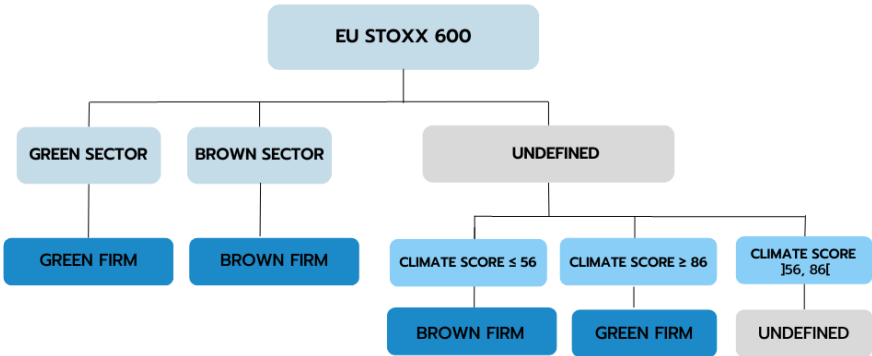 EU STOXX 600
GREEN SECTOR
BROWN SECTOR
UNDEFINED
GREEN FIRM
BROWN FIRM
CLIMATE SCORE ≤ 56
CLIMATE SCORE ≥ 86
CLIMATE SCORE
]56, 86[
BROWN FIRM
GREEN FIRM
UNDEFINED